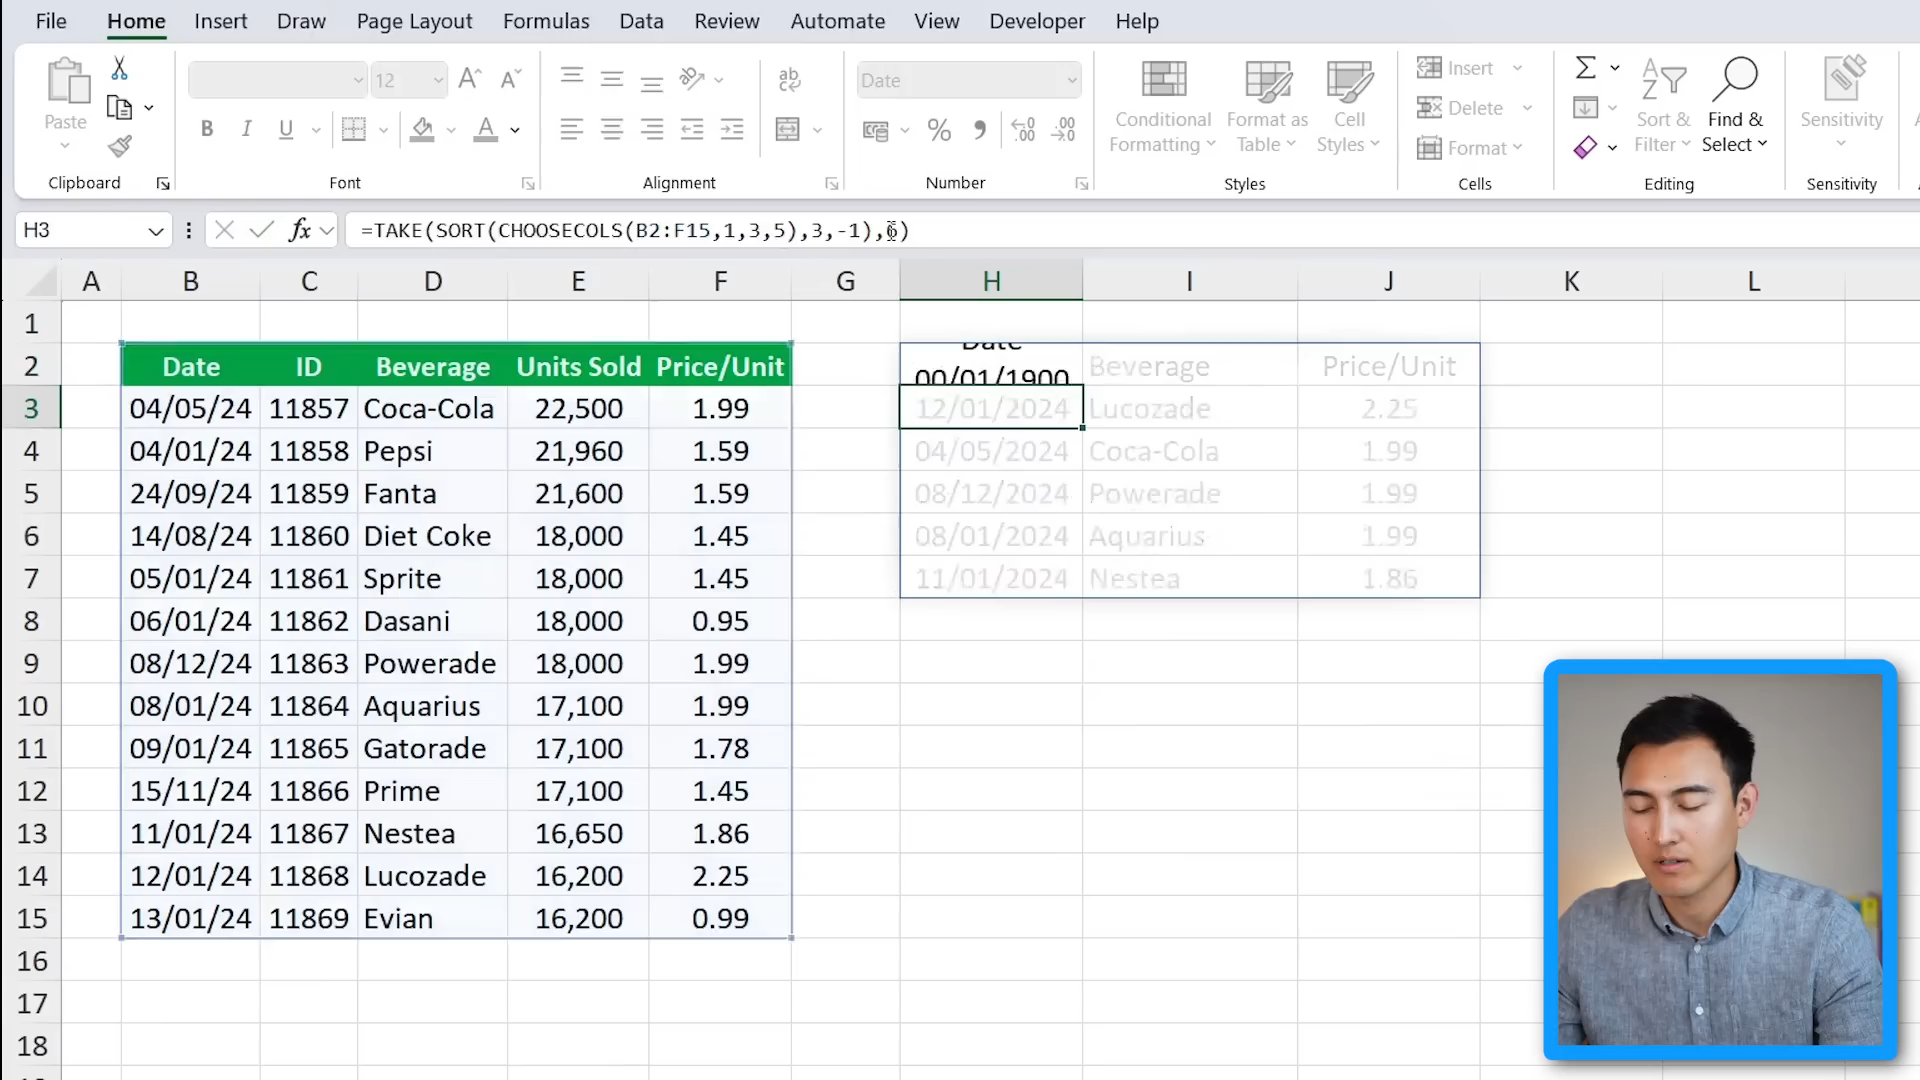 File Home Insert Draw Page Layout Formulas Data Review Automate View Developer Help
Paste
12
Date
Conditional Formatting
Format as Table
Cell Styles
Insert
Delete
Format
Sort & Filter
Find & Select
Sensitivity
Clipboard Font Alignment Number Styles Cells Editing Sensitivity
H3 fx =TAKE(SORT(CHOOSECOLS(B2:F15,1,3,5),3,-1),6)
A B C D E F G H I J K L
1
2 Date ID Beverage Units Sold Price/Unit Date 00/01/1900 Beverage Price/Unit
3 04/05/24 11857 Coca-Cola 22,500 1.99 12/01/2024 Lucozade 2.25
4 04/01/24 11858 Pepsi 21,960 1.59 04/05/2024 Coca-Cola 1.99
5 24/09/24 11859 Fanta 21,600 1.59 08/12/2024 Powerade 1.99
6 14/08/24 11860 Diet Coke 18,000 1.45 08/01/2024 Aquarius 1.99
7 05/01/24 11861 Sprite 18,000 1.45 11/01/2024 Nestea 1.86
8 06/01/24 11862 Dasani 18,000 0.95
9 08/12/24 11863 Powerade 18,000 1.99
10 08/01/24 11864 Aquarius 17,100 1.99
11 09/01/24 11865 Gatorade 17,100 1.78
12 15/11/24 11866 Prime 17,100 1.45
13 11/01/24 11867 Nestea 16,650 1.86
14 12/01/24 11868 Lucozade 16,200 2.25
15 13/01/24 11869 Evian 16,200 0.99
16
17
18